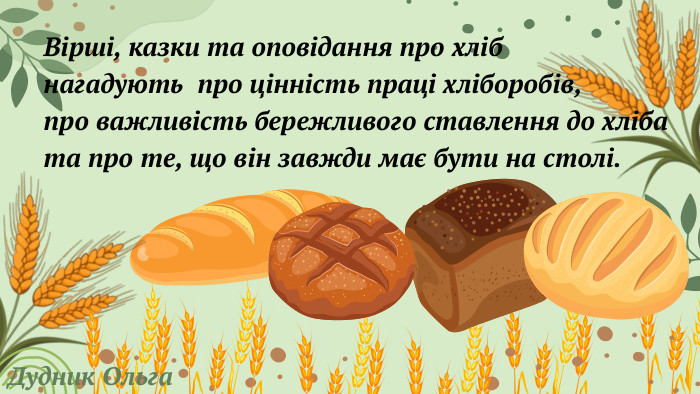 Вірші, казки та оповідання про хліб
нагадують  про цінність праці хліборобів,
про важливість бережливого ставлення до хліба
та про те, що він завжди має бути на столі.
Дудник Ольга